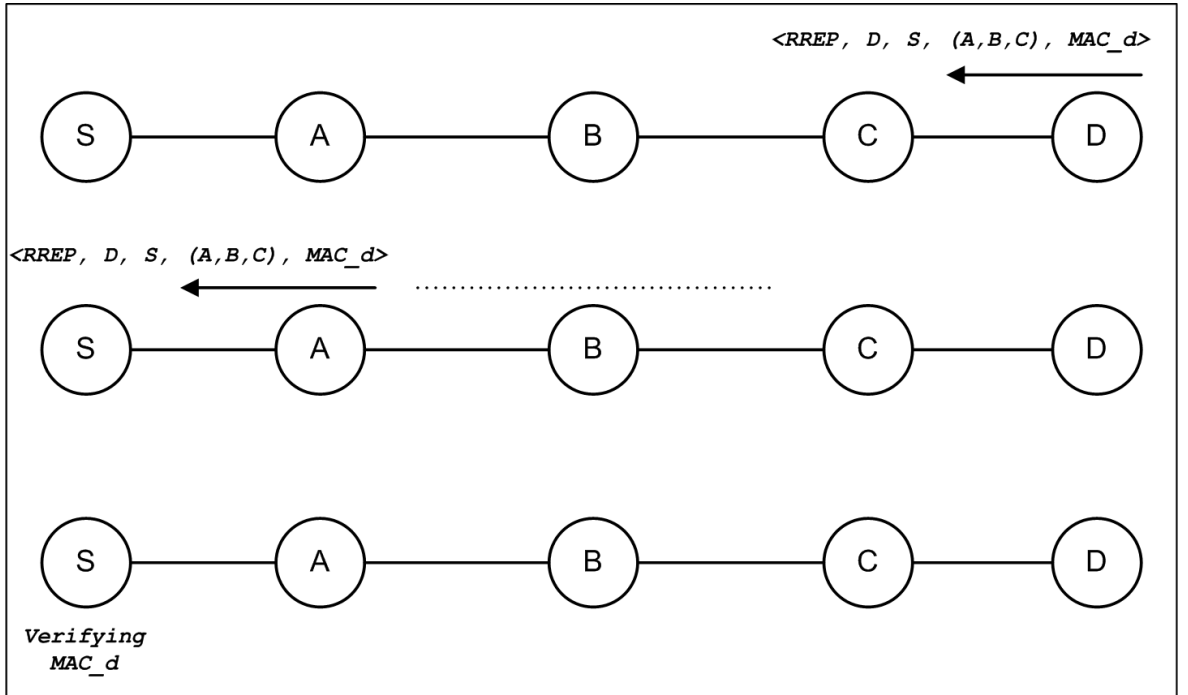 <RREP, D, S, (A,B,C), MAC_d>
S A B C D
<RREP, D, S, (A,B,C), MAC_d>
S A B C D
S A B C D
Verifying
MAC_d